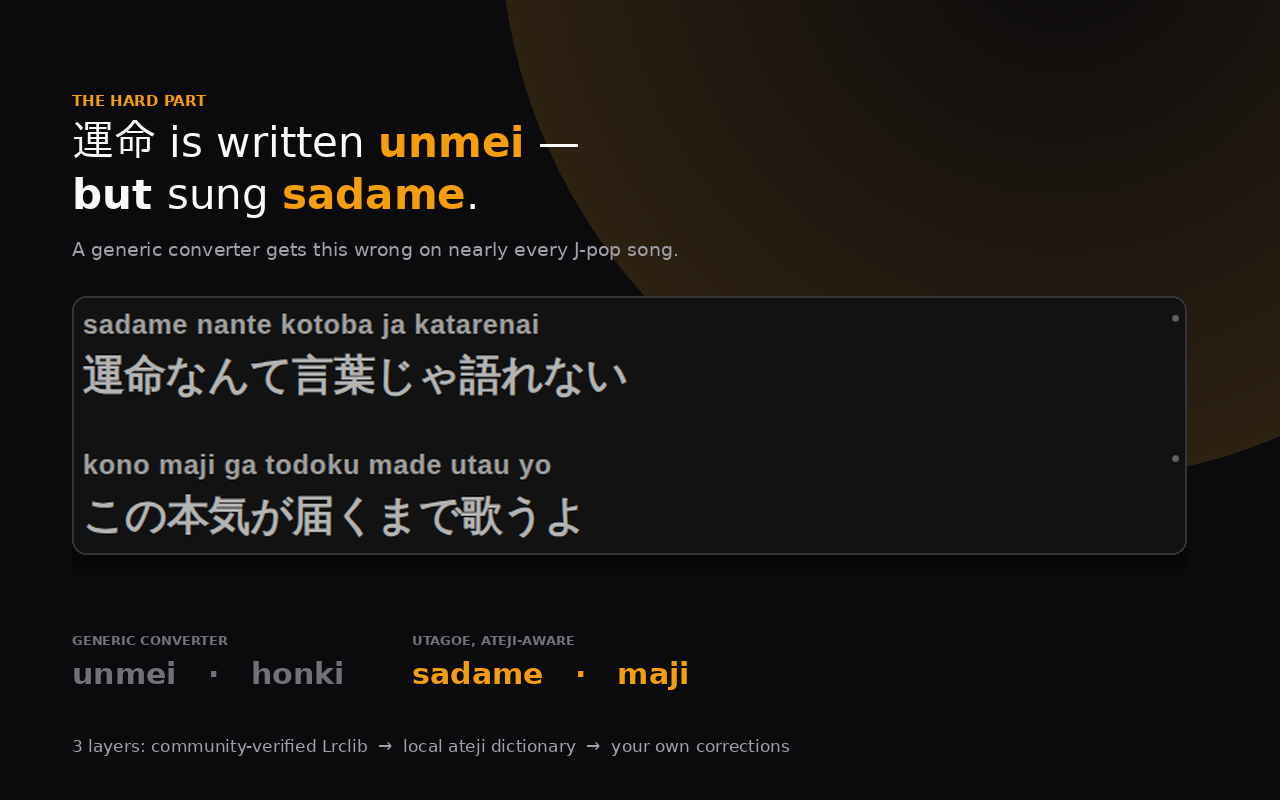 THE HARD PART
運命 is written unmei —
but sung sadame.
A generic converter gets this wrong on nearly every J-pop song.
sadame nante kotoba ja katarenai
運命なんて言葉じゃ語れない
kono maji ga todoku made utau yo
この本気が届くまで歌うよ
GENERIC CONVERTER
unmei · honki
UTAGOE, ATEJI-AWARE
sadame · maji
3 layers: community-verified Lrclib → local ateji dictionary → your own corrections